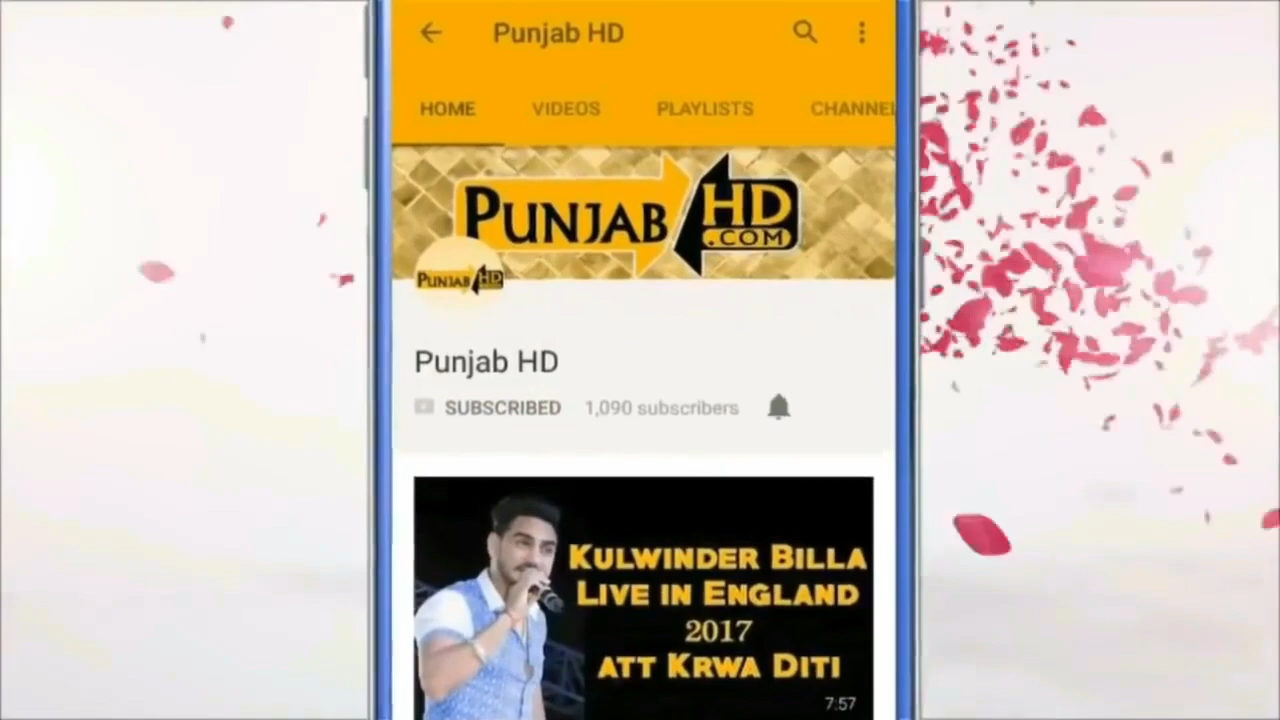 Punjab HD
HOME VIDEOS PLAYLISTS CHANNEL
PUNJAB HD
.COM
PUNJAB HD
Punjab HD
SUBSCRIBED 1,090 subscribers
KULWINDER BILLA
LIVE IN ENGLAND
2017
ATT KRWA DITI
7:57